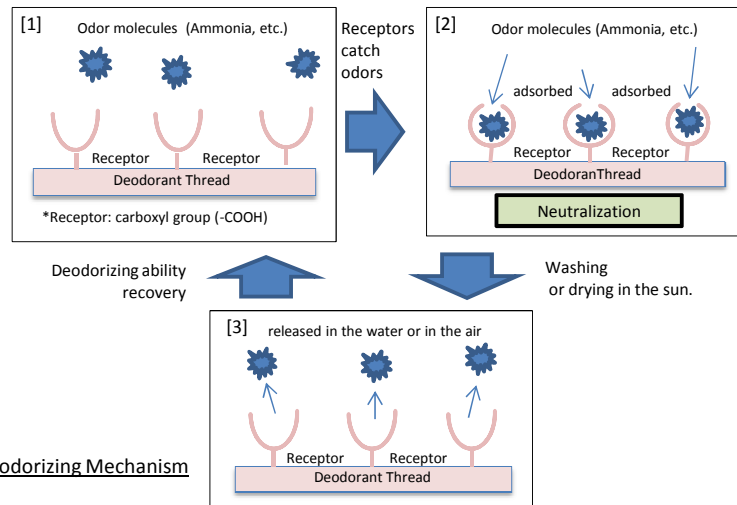 [1]
Odor molecules (Ammonia, etc.)
Receptor Receptor
Deodorant Thread
*Receptor: carboxyl group (-COOH)
Receptors
catch
odors
[2]
Odor molecules (Ammonia, etc.)
adsorbed adsorbed
Receptor Receptor
DeodoranThread
Neutralization
Deodorizing ability
recovery
Washing
or drying in the sun.
[3]
released in the water or in the air
Receptor Receptor
Deodorant Thread
odorizing Mechanism